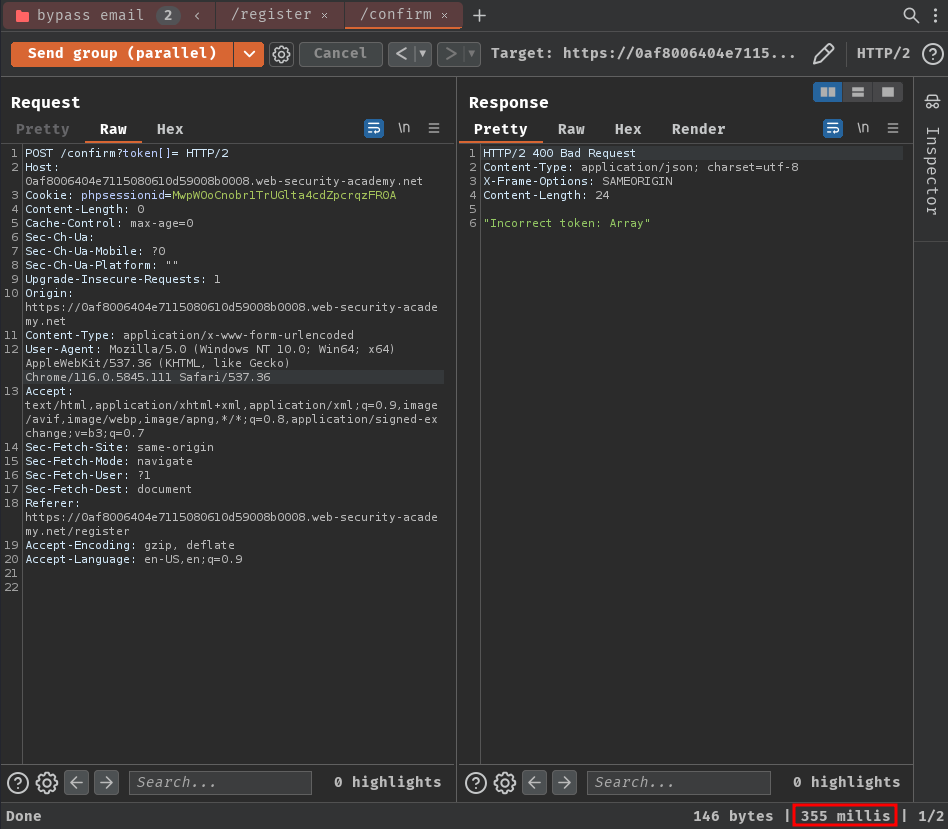 bypass email 2 < /register × /confirm × +
Send group (parallel) Cancel < > Target: https://0af8006404e7115... HTTP/2 ?
Request
Pretty Raw Hex \n
1 POST /confirm?token[]= HTTP/2
2 Host:
0af8006404e7115080610d59008b0008.web-security-academy.net
3 Cookie: phpsessionid=MwpWOoCnobr1TrUGlta4cdZpcrqzFR0A
4 Content-Length: 0
5 Cache-Control: max-age=0
6 Sec-Ch-Ua:
7 Sec-Ch-Ua-Mobile: ?0
8 Sec-Ch-Ua-Platform: ""
9 Upgrade-Insecure-Requests: 1
10 Origin:
https://0af8006404e7115080610d59008b0008.web-security-acade
my.net
11 Content-Type: application/x-www-form-urlencoded
12 User-Agent: Mozilla/5.0 (Windows NT 10.0; Win64; x64)
AppleWebKit/537.36 (KHTML, like Gecko)
Chrome/116.0.5845.111 Safari/537.36
13 Accept:
text/html,application/xhtml+xml,application/xml;q=0.9,image
/avif,image/webp,image/apng,*/*;q=0.8,application/signed-ex
change;v=b3;q=0.7
14 Sec-Fetch-Site: same-origin
15 Sec-Fetch-Mode: navigate
16 Sec-Fetch-User: ?1
17 Sec-Fetch-Dest: document
18 Referer:
https://0af8006404e7115080610d59008b0008.web-security-acade
my.net/register
19 Accept-Encoding: gzip, deflate
20 Accept-Language: en-US,en;q=0.9
21
22
? Search... 0 highlights
Response
Pretty Raw Hex Render \n
1 HTTP/2 400 Bad Request
2 Content-Type: application/json; charset=utf-8
3 X-Frame-Options: SAMEORIGIN
4 Content-Length: 24
5
6 "Incorrect token: Array"
? Search... 0 highlights
Inspector
Done 146 bytes | 355 millis | 1/2